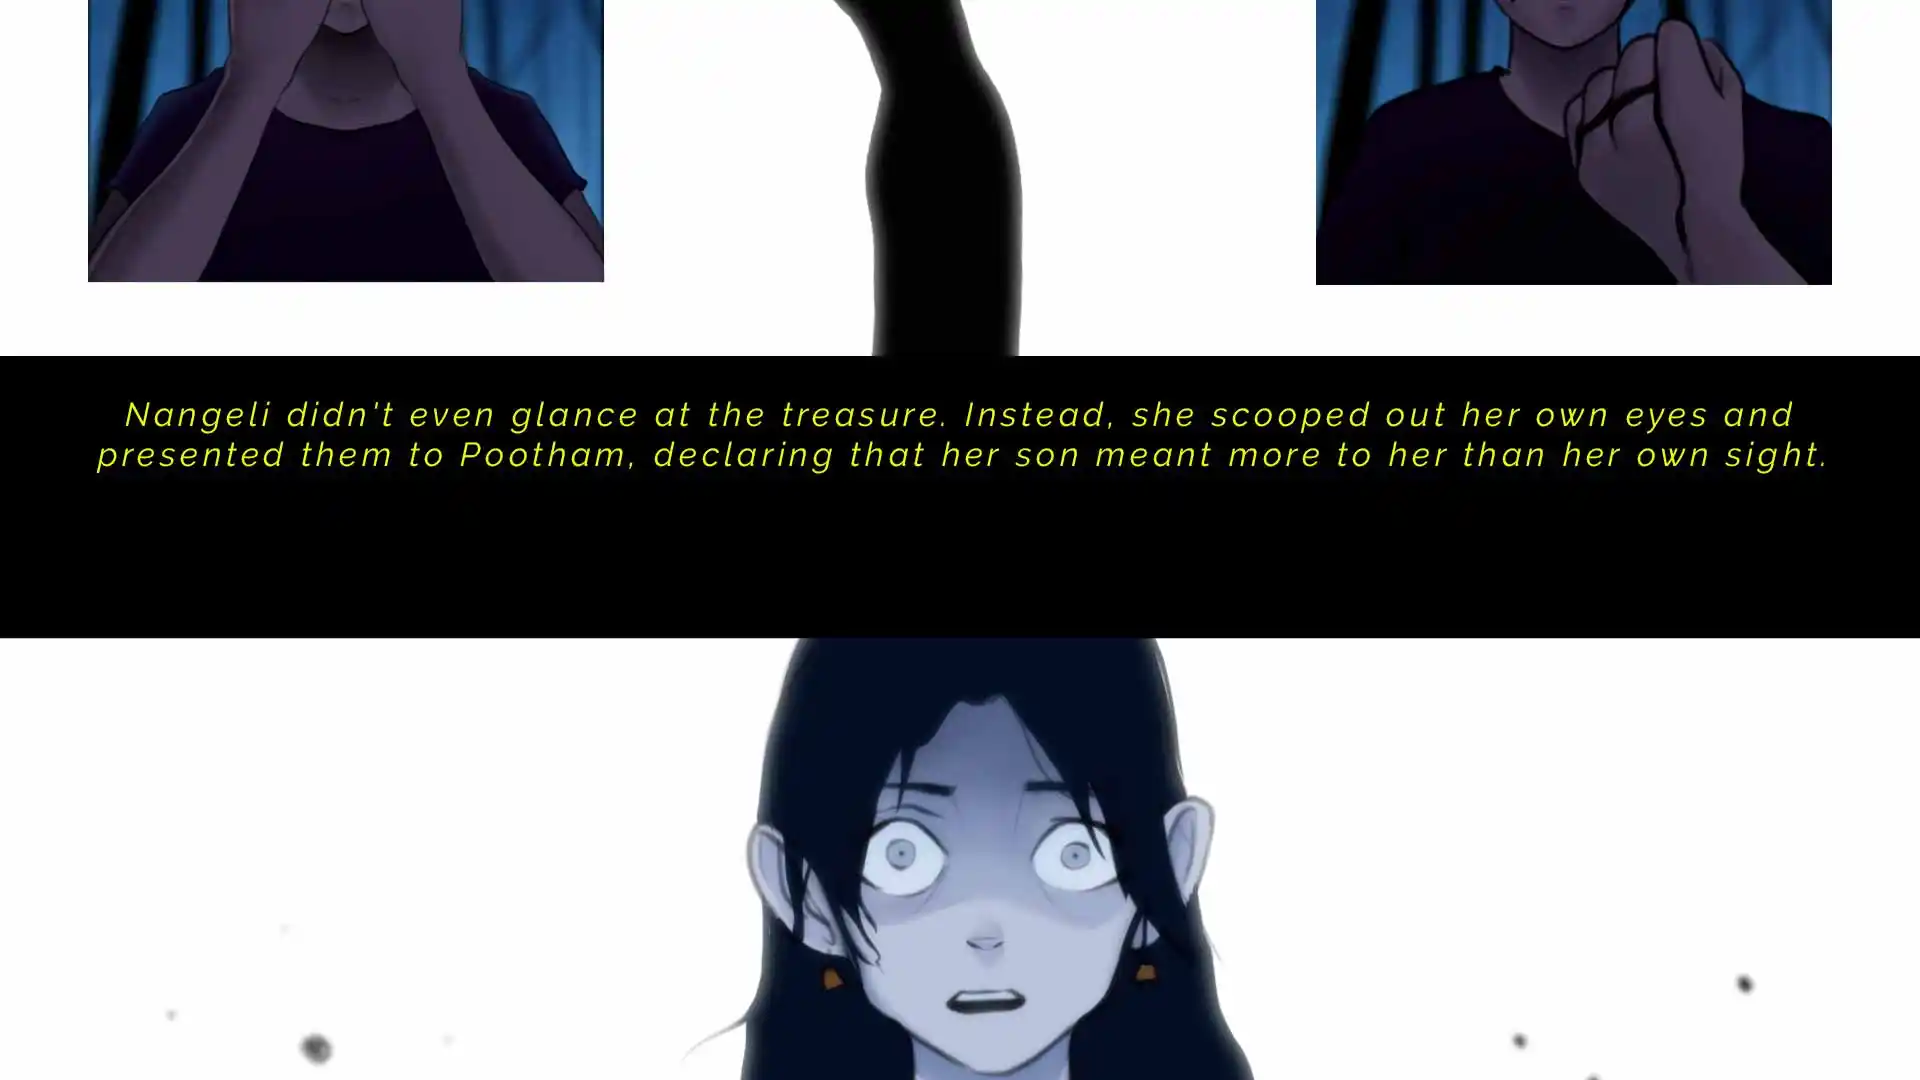 Nangeli didn't even glance at the treasure. Instead, she scooped out her own eyes and
presented them to Pootham, declaring that her son meant more to her than her own sight.